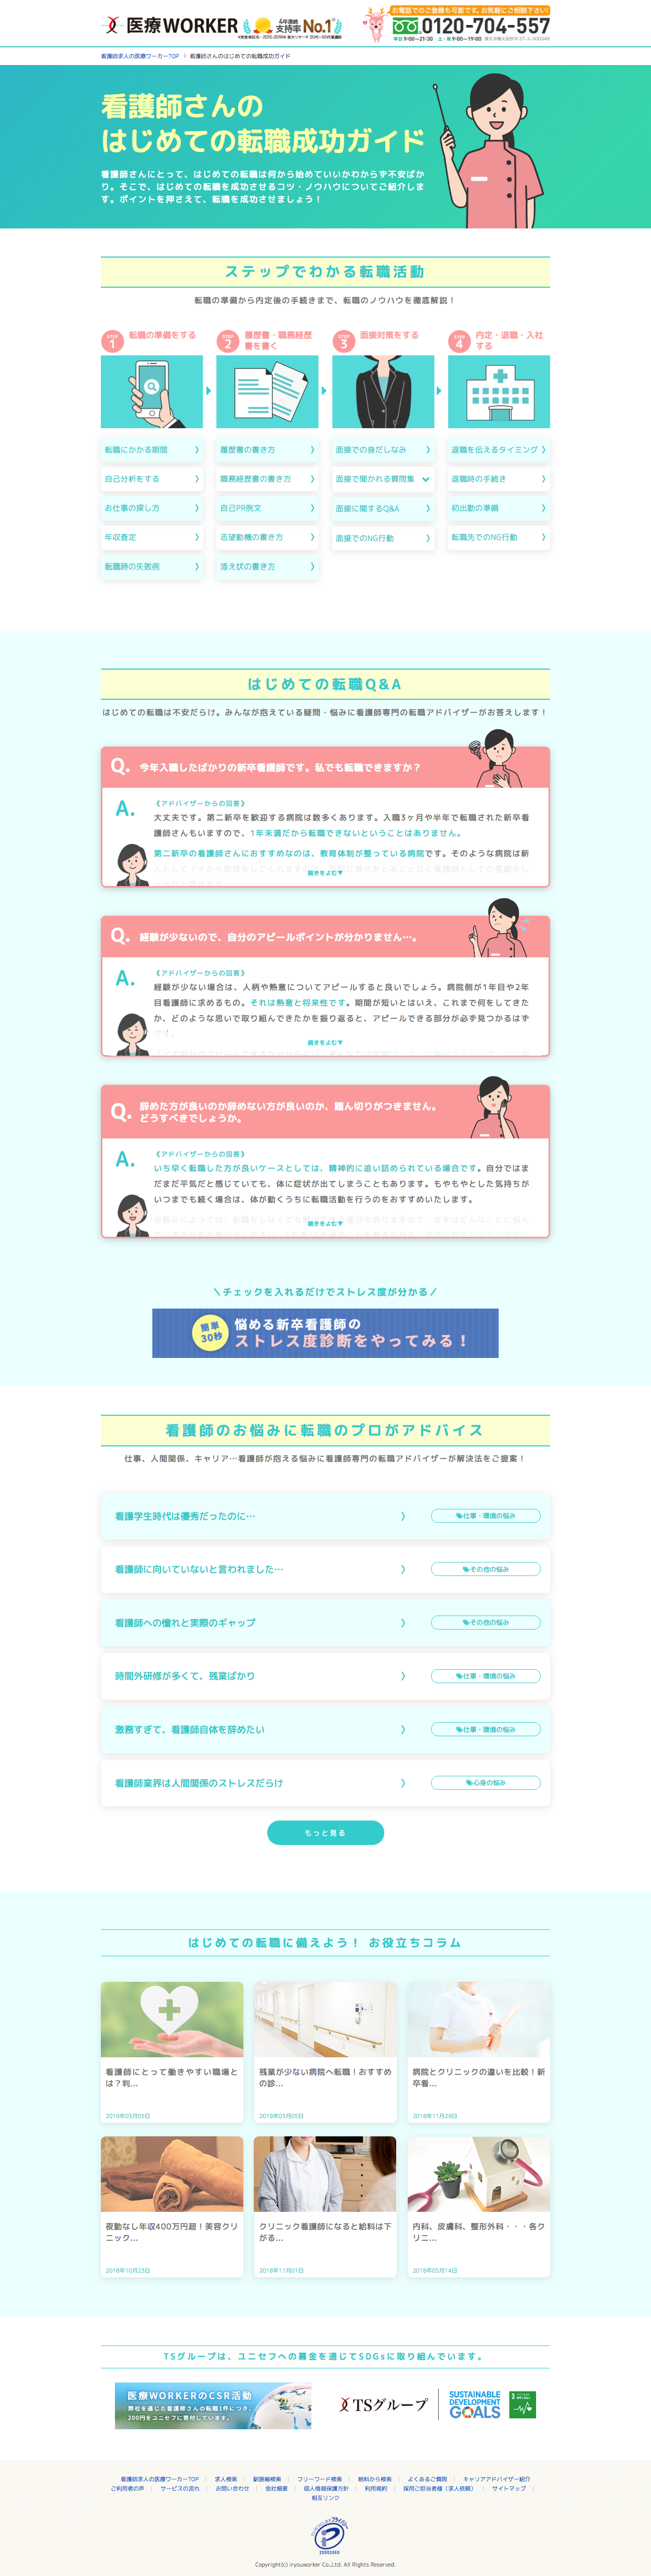 医療WORKER
4年連続
支持率No.1
お電話でのご登録も可能です。お気軽にご相談下さい!
0120-704-557
平日 9:00~21:30 土・祝 9:00~19:00
看護師求人の医療ワーカーTOP > 看護師さんのはじめての転職成功ガイド
看護師さんの
はじめての転職成功ガイド
看護師さんにとって、はじめての転職は何から始めていいかわからず不安ばか
り。そこで、はじめての転職を成功させるコツ・ノウハウについてご紹介しま
す。ポイントを押さえて、転職を成功させましょう!
ステップでわかる転職活動
転職の準備から内定後の手続きまで、転職のノウハウを徹底解説!
STEP 1 転職の準備をする
転職にかかる期間
自己分析をする
お仕事の探し方
年収査定
転職時の失敗例
STEP 2 履歴書・職務経歴
書を書く
履歴書の書き方
職務経歴書の書き方
自己PR例文
志望動機の書き方
添え状の書き方
STEP 3 面接対策をする
面接での身だしなみ
面接で聞かれる質問集
面接に関するQ&A
面接でのNG行動
STEP 4 内定・退職・入社
する
退職を伝えるタイミング
退職時の手続き
初出勤の準備
転職先でのNG行動
はじめての転職Q&A
はじめての転職は不安だらけ。みんなが抱えている疑問・悩みに看護師専門の転職アドバイザーがお答えします!
Q. 今年入職したばかりの新卒看護師です。私でも転職できますか?
A. 《アドバイザーからの回答》
大丈夫です。第二新卒を歓迎する病院は数多くあります。入職3ヶ月や半年で転職された新卒看
護師さんもいますので、1年未満だから転職できないということはありません。
第二新卒の看護師さんにおすすめなのは、教育体制が整っている病院です。そのような病院は新
続きをよむ▼
Q. 経験が少ないので、自分のアピールポイントが分かりません…。
A. 《アドバイザーからの回答》
経験が少ない場合は、人柄や熱意についてアピールすると良いでしょう。病院側が1年目や2年
目看護師に求めるもの。それは熱意と将来性です。期間が短いとはいえ、これまで何をしてきた
か、どのような思いで取り組んできたかを振り返ると、アピールできる部分が必ず見つかるはず
です。
続きをよむ▼
Q. 辞めた方が良いのか辞めない方が良いのか、踏ん切りがつきません。
どうすべきでしょうか。
A. 《アドバイザーからの回答》
いち早く転職した方が良いケースとしては、精神的に追い詰められている場合です。自分ではま
だまだ平気だと感じていても、体に症状が出てしまうこともあります。もやもやとした気持ちが
いつまでも続く場合は、体が動くうちに転職活動を行うのをおすすめいたします。
続きをよむ▼
\チェックを入れるだけでストレス度が分かる/
簡単
30秒
悩める新卒看護師の
ストレス度診断をやってみる!
看護師のお悩みに転職のプロがアドバイス
仕事、人間関係、キャリア…看護師が抱える悩みに看護師専門の転職アドバイザーが解決法をご提案!
看護学生時代は優秀だったのに… 仕事・環境の悩み
看護師に向いていないと言われました… その他の悩み
看護師への憧れと実際のギャップ その他の悩み
時間外研修が多くて、残業ばかり 仕事・環境の悩み
激務すぎて、看護師自体を辞めたい 仕事・環境の悩み
看護師業界は人間関係のストレスだらけ 心身の悩み
もっと見る
はじめての転職に備えよう! お役立ちコラム
看護師にとって働きやすい職場と
は?判…
2019年03月05日
残業が少ない病院へ転職!おすすめ
の診…
2019年03月05日
病院とクリニックの違いを比較!新
卒看…
2018年11月29日
夜勤なし年収400万円超!美容クリ
ニック…
2018年10月23日
クリニック看護師になると給料は下
がる…
2018年11月01日
内科、皮膚科、整形外科・・・各ク
リニ…
2018年05月14日
TSグループは、ユニセフへの募金を通じてSDGsに取り組んでいます。
医療WORKERのCSR活動
弊社を通じた看護師さんの転職1件につき、
200円をユニセフに寄付しています。
TSグループ
SUSTAINABLE
DEVELOPMENT
GOALS
看護師求人の医療ワーカーTOP | 求人検索 | 駅路線検索 | フリーワード検索 | 給料から検索 | よくあるご質問 | キャリアアドバイザー紹介
ご利用者の声 | サービスの流れ | お問い合わせ | 会社概要 | 個人情報保護方針 | 利用規約 | 採用ご担当者様(求人依頼) | サイトマップ |
相互リンク
Copyright(c) iryouworker Co.,Ltd. All Rights Reserved.